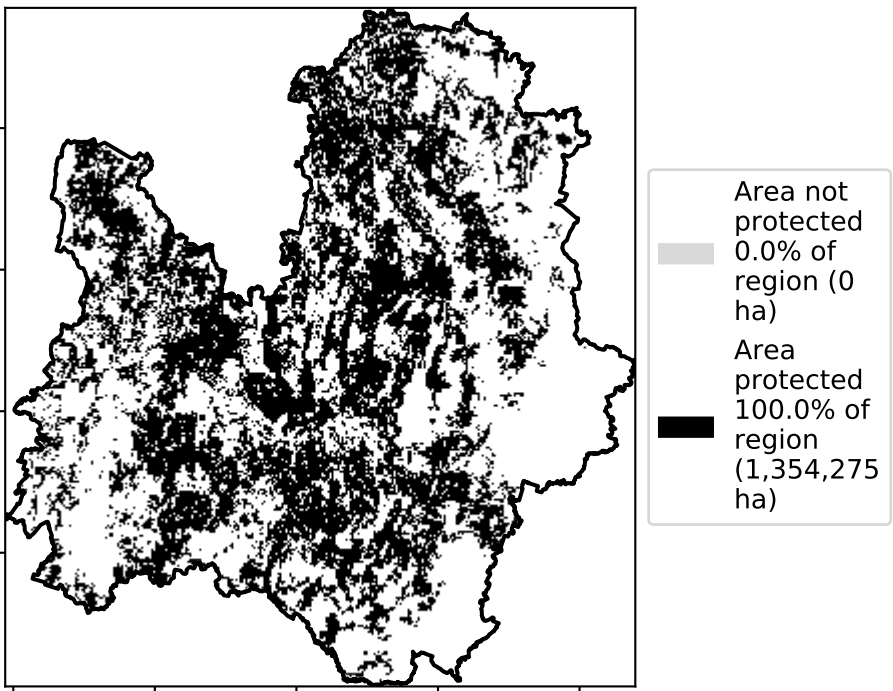 Area not
protected
0.0% of
region (0
ha)
Area
protected
100.0% of
region
(1,354,275
ha)